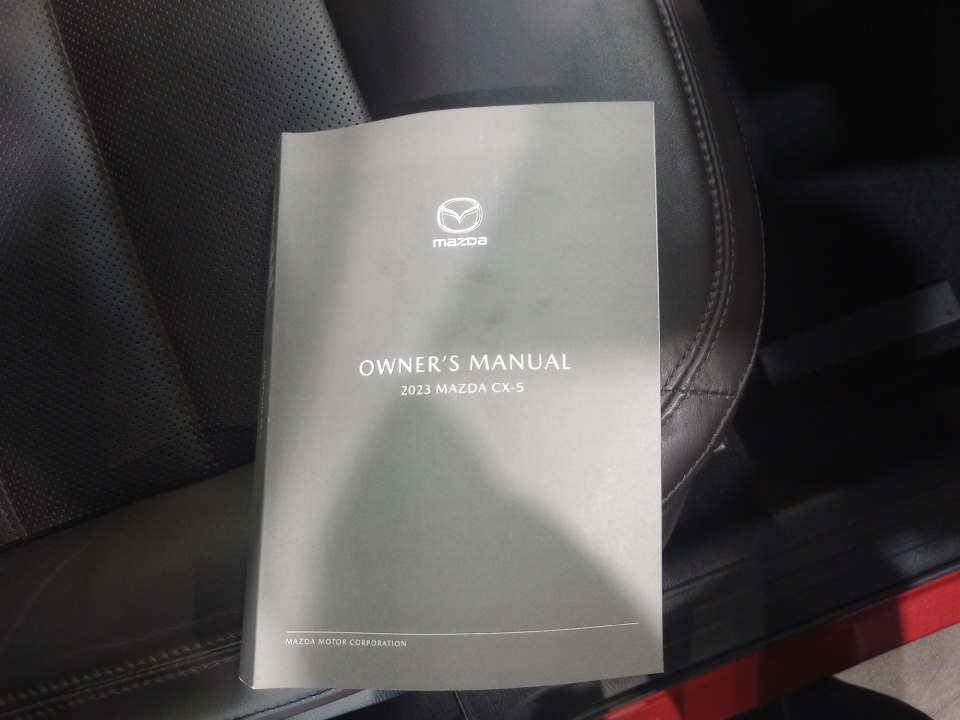 mazda
OWNER'S MANUAL
2023 MAZDA CX-5
MAZDA MOTOR CORPORATION